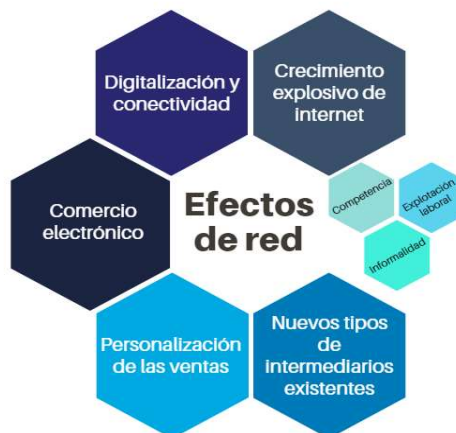 Digitalización y
conectividad
Crecimiento
explosivo de
internet
Comercio
electrónico
Efectos
de red
Competencia
Explotación
laboral
Informalidad
Personalización
de las ventas
Nuevos tipos
de
intermediarios
existentes